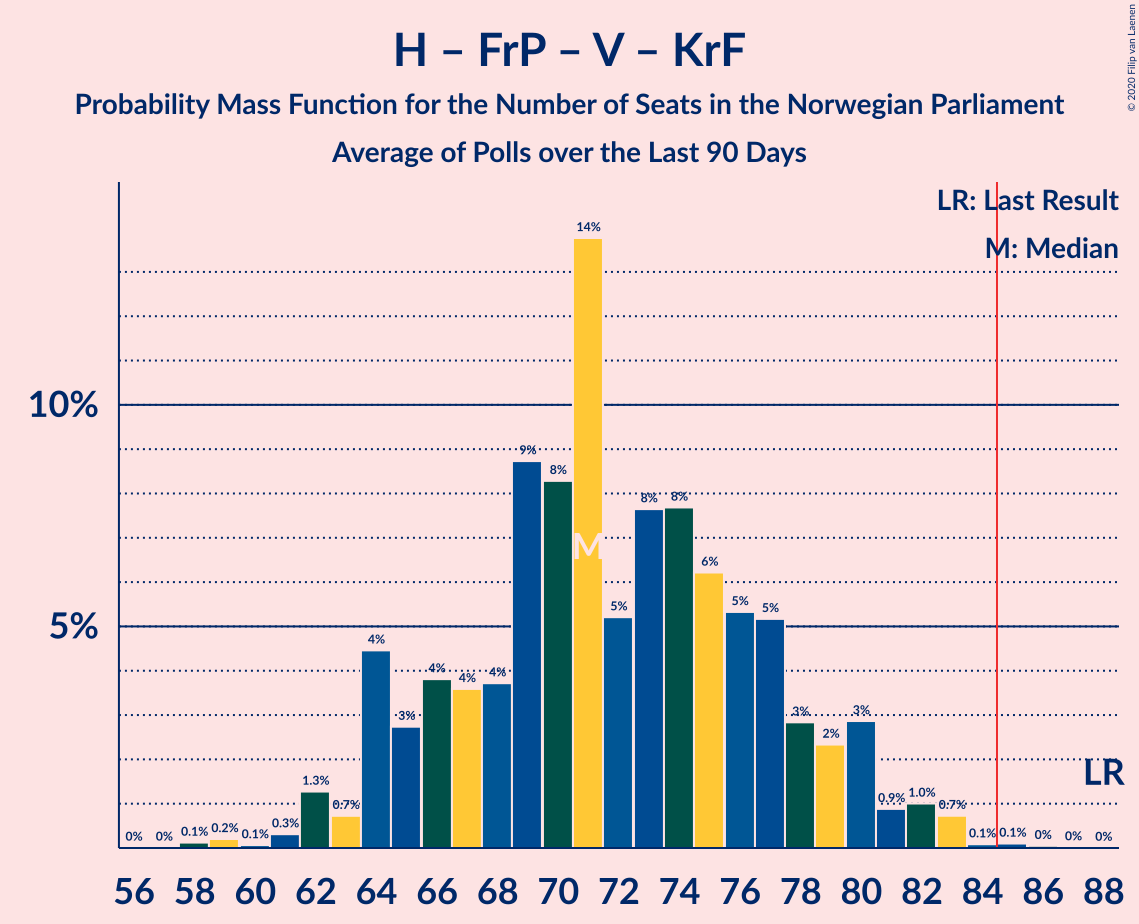 H – FrP – V – KrF
Probability Mass Function for the Number of Seats in the Norwegian Parliament
Average of Polls over the Last 90 Days
© 2020 Filip van Laenen
LR: Last Result
M: Median
10%
5%
0% 0% 0.1% 0.2% 0.1% 0.3% 1.3% 0.7% 4% 3% 4% 4% 4% 9% 8% 14% 5% 8% 8% 6% 5% 5% 3% 2% 3% 0.9% 1.0% 0.7% 0.1% 0.1% 0% 0% 0%
M
LR
56 58 60 62 64 66 68 70 72 74 76 78 80 82 84 86 88